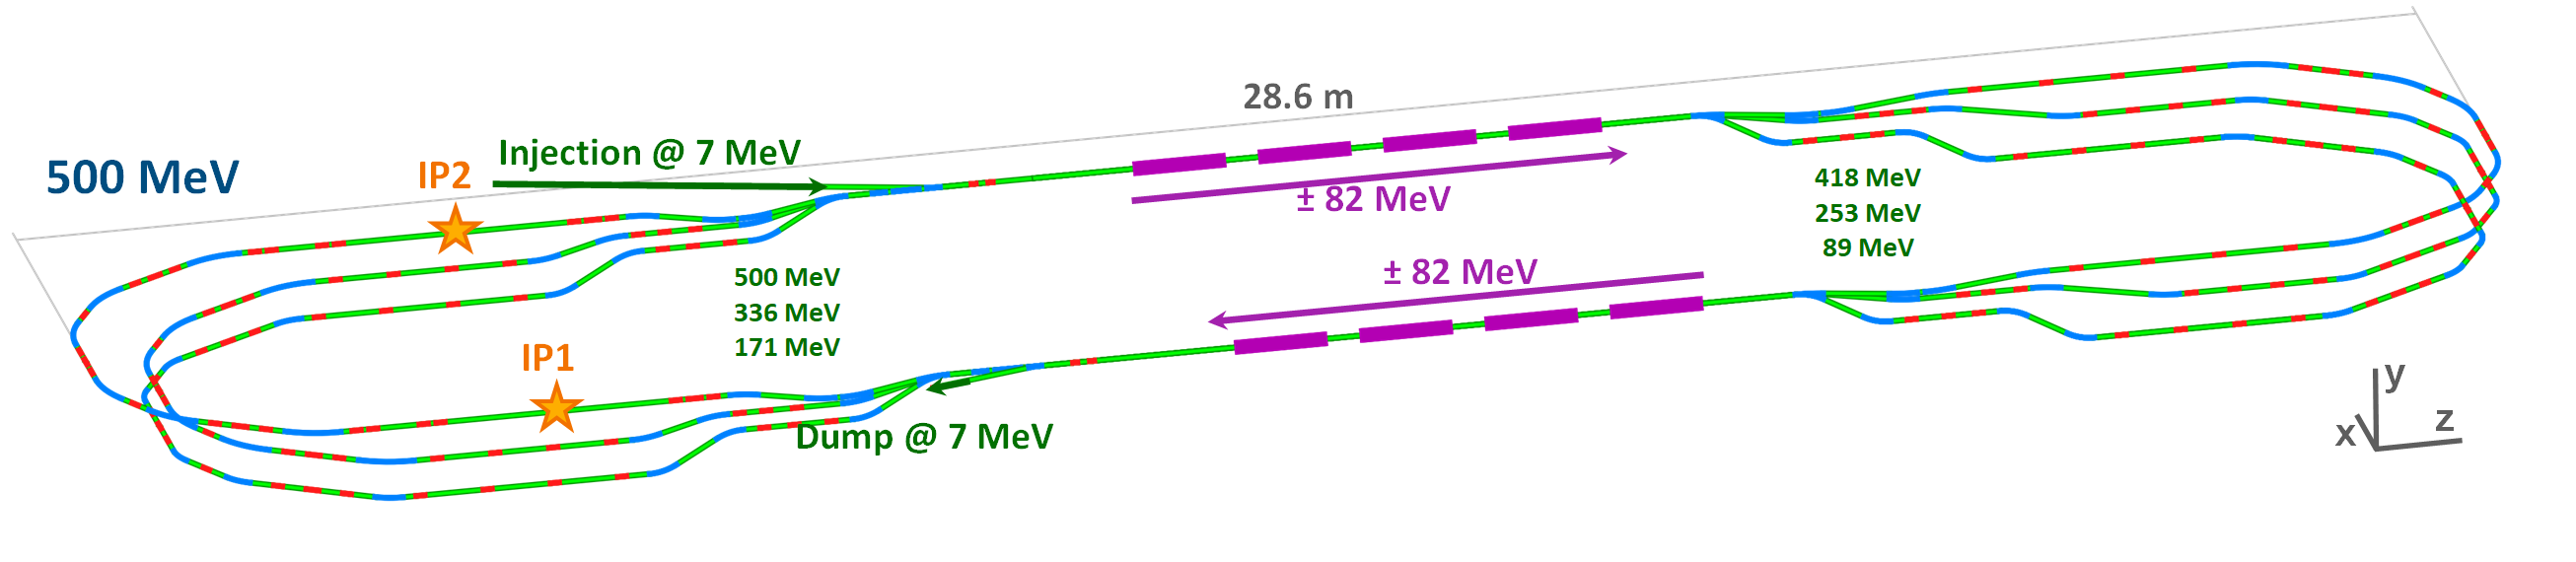 28.6 m
Injection @ 7 MeV
500 MeV
IP2
± 82 MeV
418 MeV
253 MeV
89 MeV
± 82 MeV
500 MeV
336 MeV
171 MeV
IP1
Dump @ 7 MeV
y
x
z